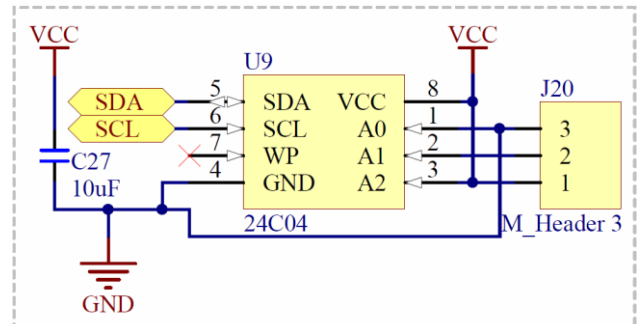 VCC VCC
U9 J20
SDA 5 SDA VCC 8 3
SCL 6 SCL A0 1 2
7 WP A1 2 1
4 GND A2 3
C27
10uF
24C04 M_Header 3
GND